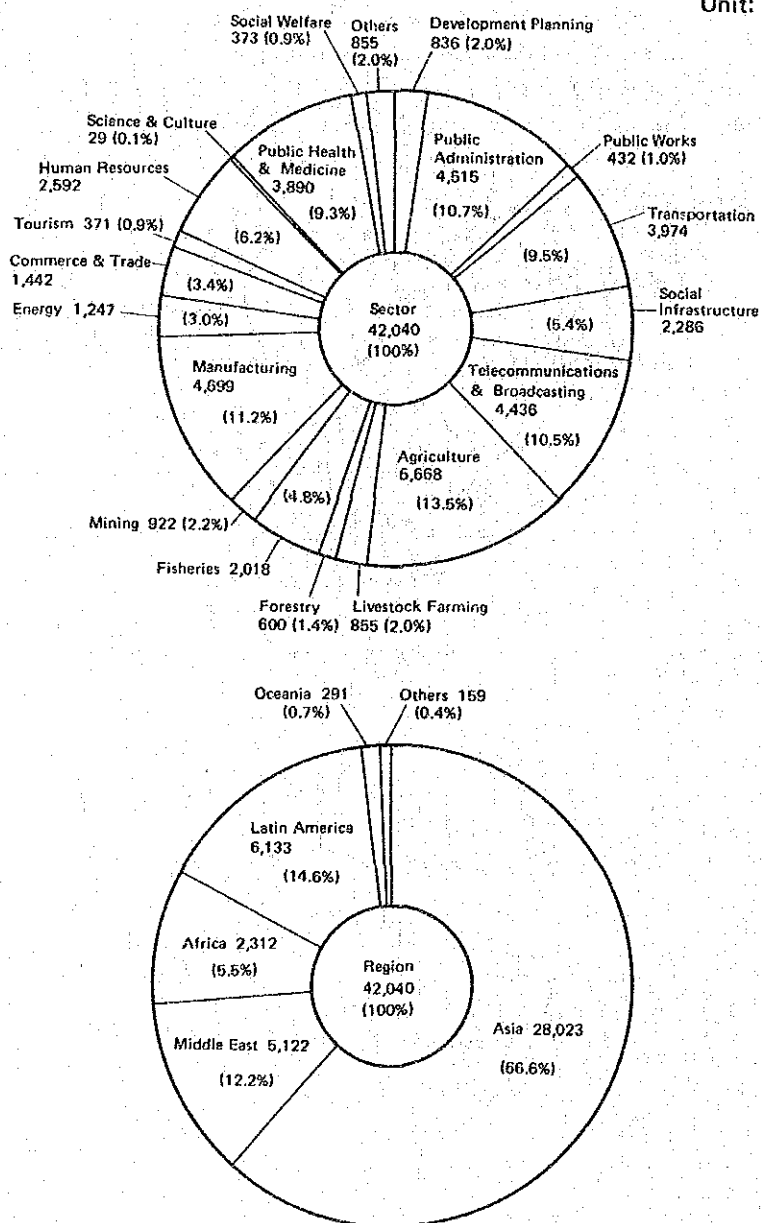 Unit:
Social Welfare
373 (0.9%)
Others
855
(2.0%)
Development Planning
836 (2.0%)
Science & Culture
29 (0.1%)
Public Health
& Medicine
3,890
(9.3%)
Public
Administration
4,515
(10.7%)
Public Works
432 (1.0%)
Human Resources
2,592
(6.2%)
Transportation
3,974
(9.5%)
Tourism 371 (0.9%)
Commerce & Trade
1,442
(3.4%)
Energy 1,247
(3.0%)
Sector
42,040
(100%)
Social
Infrastructure
2,286
(5.4%)
Manufacturing
4,699
(11.2%)
Telecommunications
& Broadcasting
4,436
(10.5%)
Agriculture
5,668
(13.5%)
(4.8%)
Mining 922 (2.2%)
Fisheries 2,018
Forestry
600 (1.4%)
Livestock Farming
855 (2.0%)
Oceania 291
(0.7%)
Others 159
(0.4%)
Latin America
6,133
(14.6%)
Africa 2,312
(5.5%)
Region
42,040
(100%)
Middle East 5,122
(12.2%)
Asia 28,023
(66.6%)